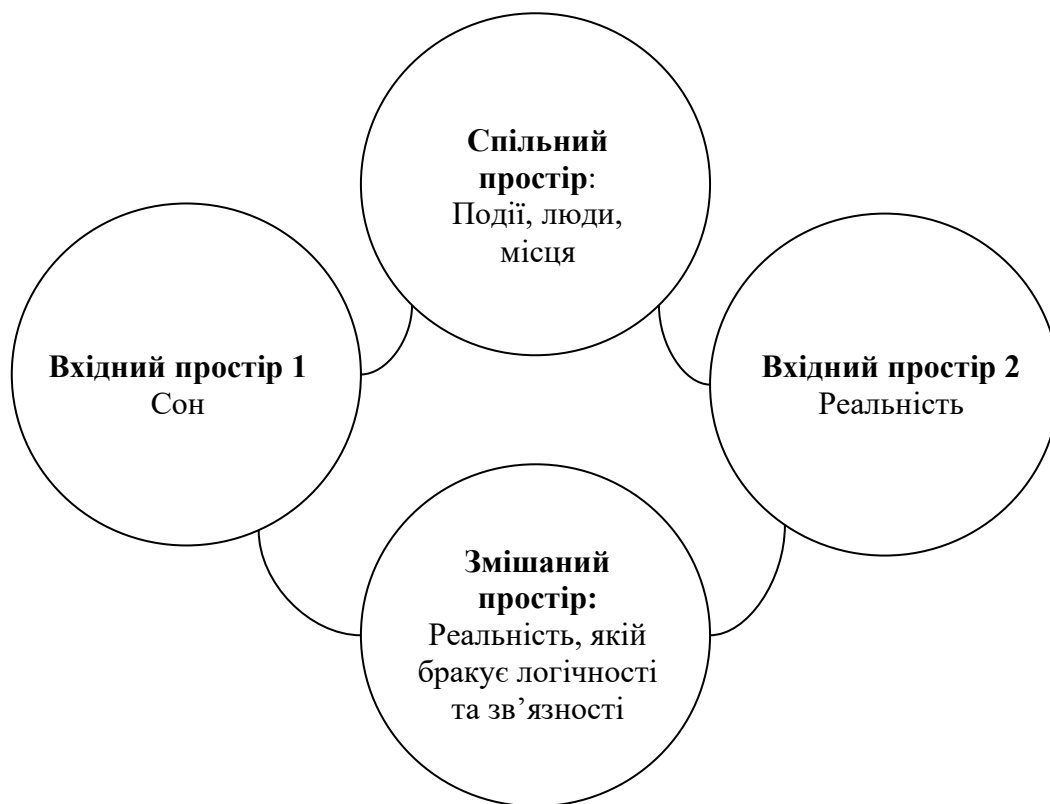 Спільний
простір:
Події, люди,
місця
Вхідний простір 1
Сон
Вхідний простір 2
Реальність
Змішаний
простір:
Реальність, якій
бракує логічності
та зв’язності